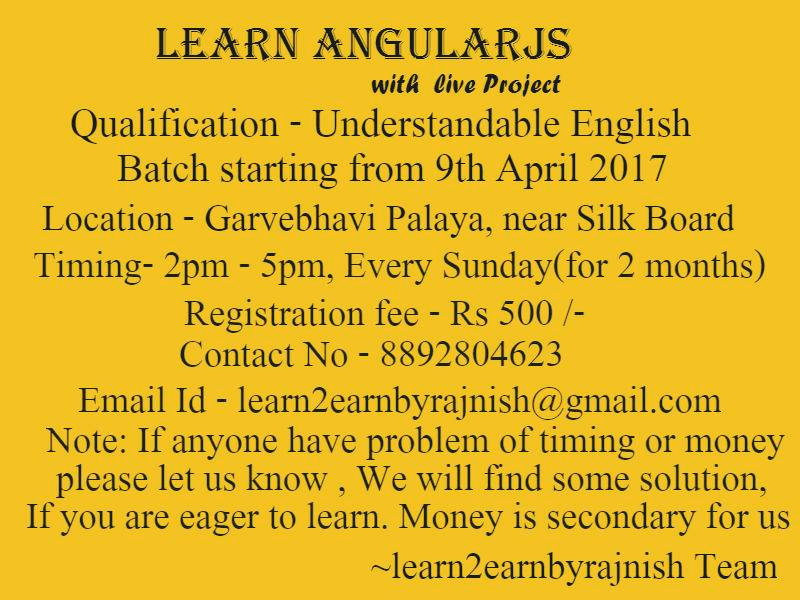 LEARN ANGULARJS
with live Project
Qualification - Understandable English
Batch starting from 9th April 2017
Location - Garvebhavi Palaya, near Silk Board
Timing- 2pm - 5pm, Every Sunday(for 2 months)
Registration fee - Rs 500 /-
Contact No - 8892804623
Email Id - learn2earnbyrajnish@gmail.com
Note: If anyone have problem of timing or money
please let us know , We will find some solution,
If you are eager to learn. Money is secondary for us
~learn2earnbyrajnish Team